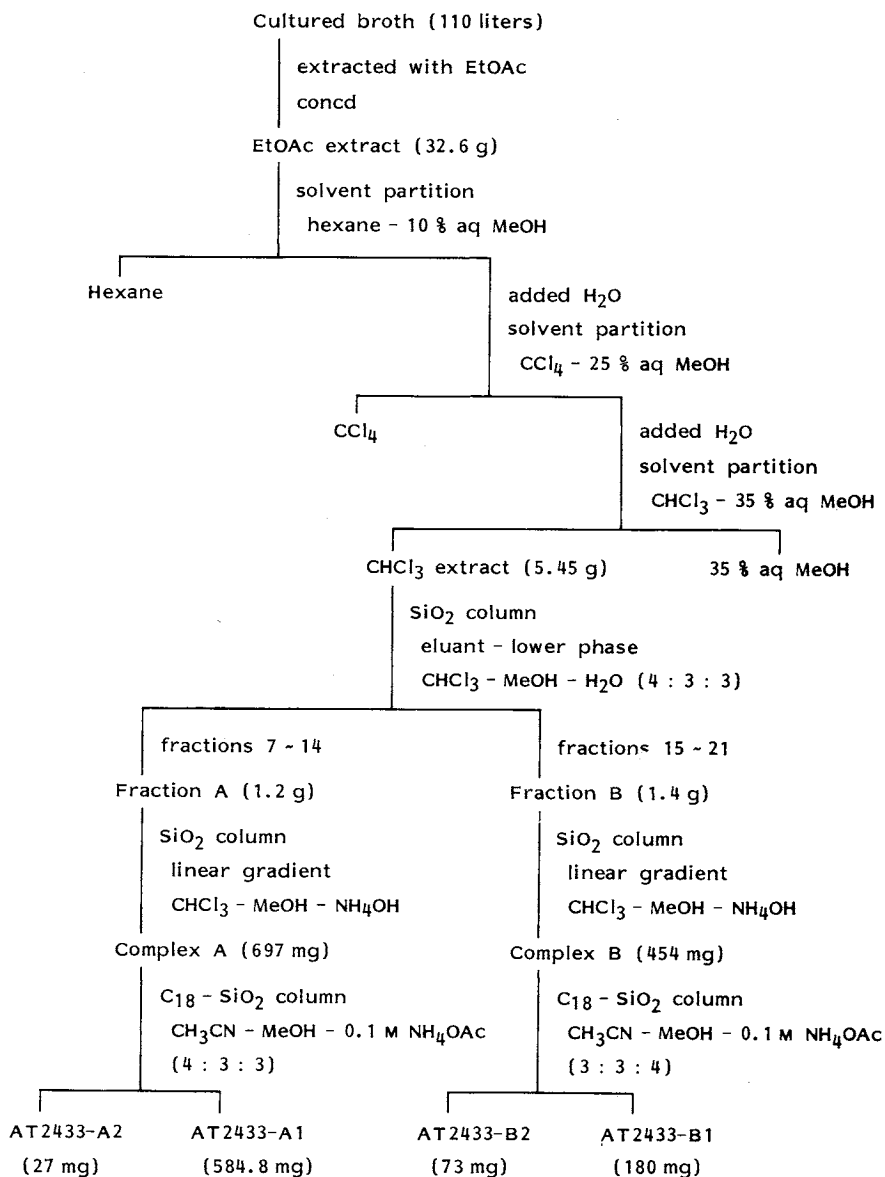 Cultured broth (110 liters)
extracted with EtOAc
concd
EtOAc extract (32.6 g)
solvent partition
hexane - 10 % aq MeOH
Hexane
added H₂O
solvent partition
CCl₄ - 25 % aq MeOH
CCl₄
added H₂O
solvent partition
CHCl₃ - 35 % aq MeOH
CHCl₃ extract (5.45 g)
35 % aq MeOH
SiO₂ column
eluant - lower phase
CHCl₃ - MeOH - H₂O (4 : 3 : 3)
fractions 7 ~ 14
fractions 15 ~ 21
Fraction A (1.2 g)
Fraction B (1.4 g)
SiO₂ column
linear gradient
CHCl₃ - MeOH - NH₄OH
SiO₂ column
linear gradient
CHCl₃ - MeOH - NH₄OH
Complex A (697 mg)
Complex B (454 mg)
C₁₈ - SiO₂ column
CH₃CN - MeOH - 0.1 M NH₄OAc
(4 : 3 : 3)
C₁₈ - SiO₂ column
CH₃CN - MeOH - 0.1 M NH₄OAc
(3 : 3 : 4)
AT2433-A2
(27 mg)
AT2433-A1
(584.8 mg)
AT2433-B2
(73 mg)
AT2433-B1
(180 mg)